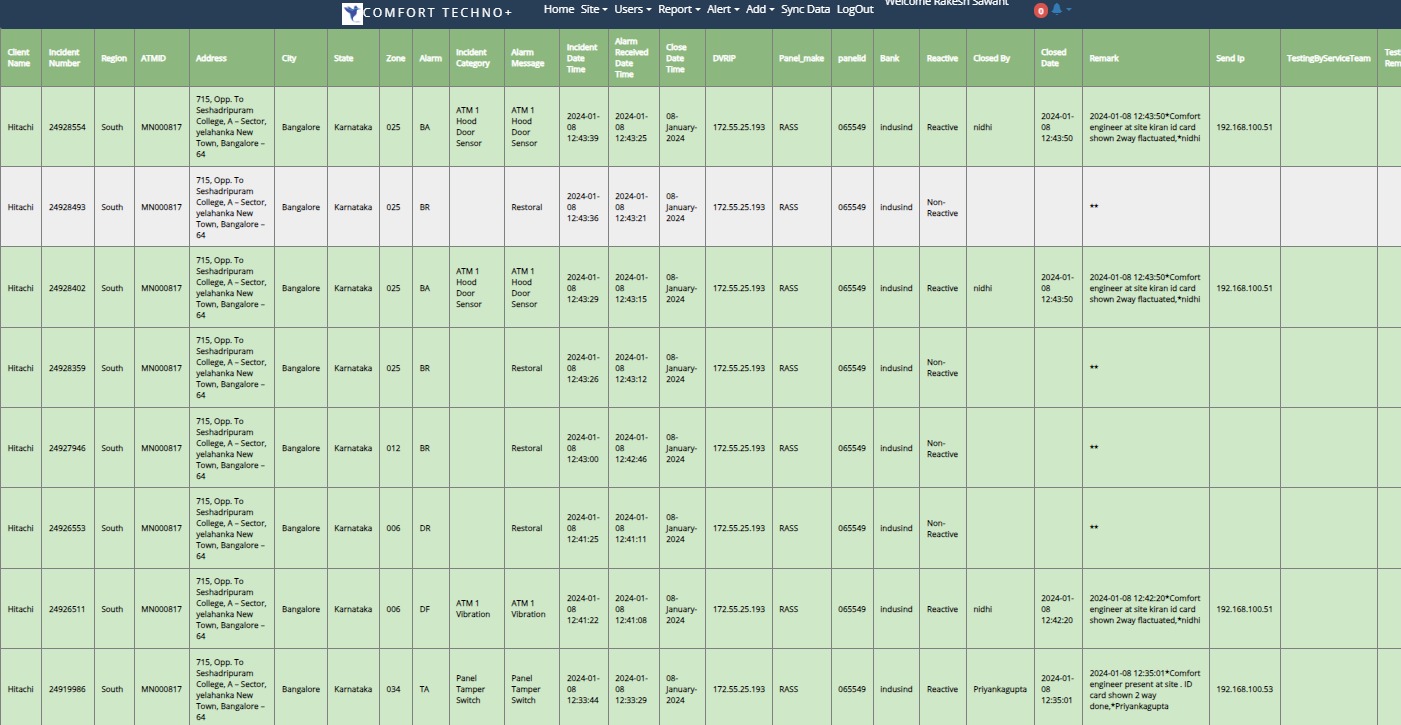 COMFORT TECHNO+ Home Site Users Report Alert Add Sync Data LogOut Welcome Rakesh Sawant 0
Client Name Incident Number Region ATMID Address City State Zone Alarm Incident Category Alarm Message Incident Date Time Alarm Received Date Time Close Date Time DVRIP Panel_make panelid Bank Reactive Closed By Closed Date Remark Send Ip TestingByServiceTeam Test Rem
Hitachi 24928554 South MN000817 715, Opp. To Seshadripuram College, A – Sector, yelahanka New Town, Bangalore – 64 Bangalore Karnataka 025 BA ATM 1 Hood Door Sensor ATM 1 Hood Door Sensor 2024-01-08 12:43:39 2024-01-08 12:43:25 08-January-2024 172.55.25.193 RASS 065549 indusind Reactive nidhi 2024-01-08 12:43:50 2024-01-08 12:43:50*Comfort engineer at site kiran id card shown 2way flactuated,*nidhi 192.168.100.51
Hitachi 24928493 South MN000817 715, Opp. To Seshadripuram College, A – Sector, yelahanka New Town, Bangalore – 64 Bangalore Karnataka 025 BR Restoral 2024-01-08 12:43:36 2024-01-08 12:43:21 08-January-2024 172.55.25.193 RASS 065549 indusind Non-Reactive **
Hitachi 24928402 South MN000817 715, Opp. To Seshadripuram College, A – Sector, yelahanka New Town, Bangalore – 64 Bangalore Karnataka 025 BA ATM 1 Hood Door Sensor ATM 1 Hood Door Sensor 2024-01-08 12:43:29 2024-01-08 12:43:15 08-January-2024 172.55.25.193 RASS 065549 indusind Reactive nidhi 2024-01-08 12:43:50 2024-01-08 12:43:50*Comfort engineer at site kiran id card shown 2way flactuated,*nidhi 192.168.100.51
Hitachi 24928359 South MN000817 715, Opp. To Seshadripuram College, A – Sector, yelahanka New Town, Bangalore – 64 Bangalore Karnataka 025 BR Restoral 2024-01-08 12:43:26 2024-01-08 12:43:12 08-January-2024 172.55.25.193 RASS 065549 indusind Non-Reactive **
Hitachi 24927946 South MN000817 715, Opp. To Seshadripuram College, A – Sector, yelahanka New Town, Bangalore – 64 Bangalore Karnataka 012 BR Restoral 2024-01-08 12:43:00 2024-01-08 12:42:46 08-January-2024 172.55.25.193 RASS 065549 indusind Non-Reactive **
Hitachi 24926553 South MN000817 715, Opp. To Seshadripuram College, A – Sector, yelahanka New Town, Bangalore – 64 Bangalore Karnataka 006 DR Restoral 2024-01-08 12:41:25 2024-01-08 12:41:11 08-January-2024 172.55.25.193 RASS 065549 indusind Non-Reactive **
Hitachi 24926511 South MN000817 715, Opp. To Seshadripuram College, A – Sector, yelahanka New Town, Bangalore – 64 Bangalore Karnataka 006 DF ATM 1 Vibration ATM 1 Vibration 2024-01-08 12:41:22 2024-01-08 12:41:08 08-January-2024 172.55.25.193 RASS 065549 indusind Reactive nidhi 2024-01-08 12:42:20 2024-01-08 12:42:20*Comfort engineer at site kiran id card shown 2way flactuated,*nidhi 192.168.100.51
Hitachi 24919986 South MN000817 715, Opp. To Seshadripuram College, A – Sector, yelahanka New Town, Bangalore – 64 Bangalore Karnataka 034 TA Panel Tamper Switch Panel Tamper Switch 2024-01-08 12:33:44 2024-01-08 12:33:29 08-January-2024 172.55.25.193 RASS 065549 indusind Reactive Priyankagupta 2024-01-08 12:35:01 2024-01-08 12:35:01*Comfort engineer present at site . ID card shown 2 way done,*Priyankagupta 192.168.100.53